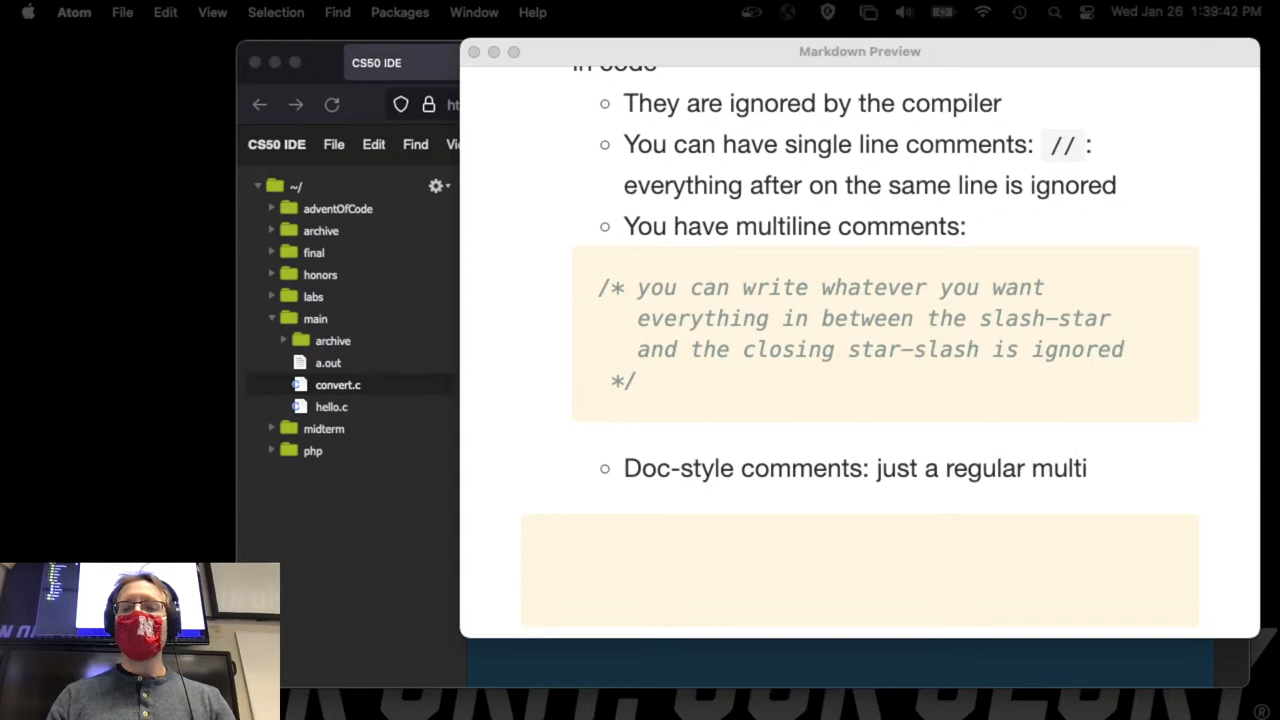 Atom File Edit View Selection Find Packages Window Help Wed Jan 26 1:39:42 PM
CS50 IDE
CS50 IDE File Edit Find
~/
adventOfCode
archive
final
honors
labs
main
archive
a.out
convert.c
hello.c
midterm
php
Markdown Preview
in code
They are ignored by the compiler
You can have single line comments: // :
everything after on the same line is ignored
You have multiline comments:
/* you can write whatever you want
everything in between the slash-star
and the closing star-slash is ignored
*/
Doc-style comments: just a regular multi
N